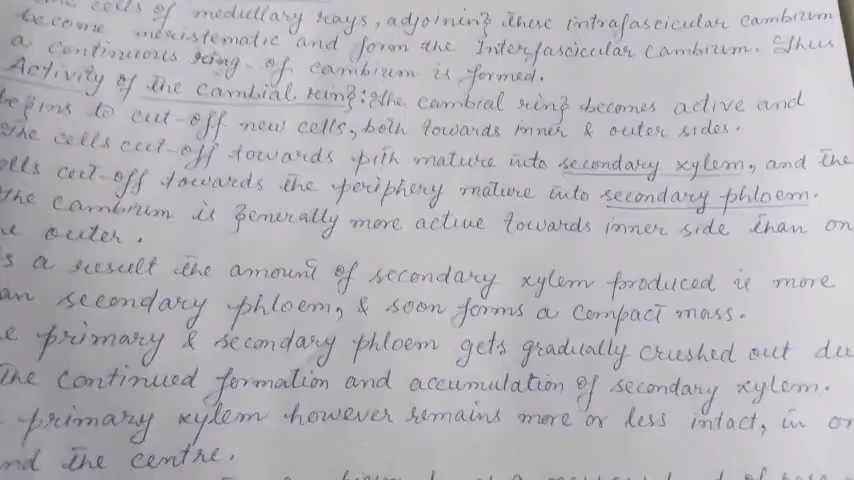 cells of medullary rays, adjoining these intrafascicular cambium
become meristematic and form the Interfascicular cambium. Thus
a continuous ring of cambium is formed.
Activity of the cambial ring: The cambial ring becomes active and
begins to cut-off new cells, both towards inner & outer sides.
The cells cut-off towards pith mature into secondary xylem, and the
ells cut-off towards the periphery mature into secondary phloem.
The cambium is generally more active towards inner side than on
e outer.
s a result the amount of secondary xylem produced is more
an secondary phloem, & soon forms a compact mass.
e primary & secondary phloem gets gradually crushed out due
The continued formation and accumulation of secondary xylem.
primary xylem however remains more or less intact, in or
nd the centre.